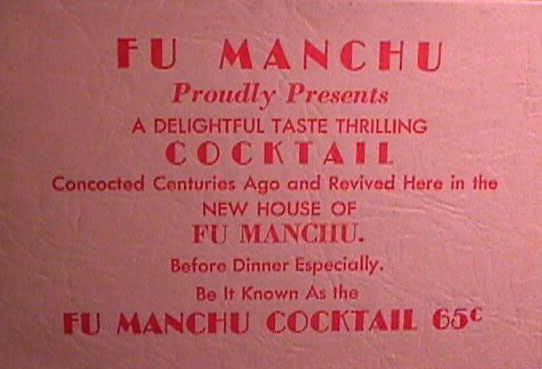 FU MANCHU
Proudly Presents
A DELIGHTFUL TASTE THRILLING
COCKTAIL
Concocted Centuries Ago and Revived Here in the
NEW HOUSE OF
FU MANCHU.
Before Dinner Especially.
Be It Known As the
FU MANCHU COCKTAIL 65c